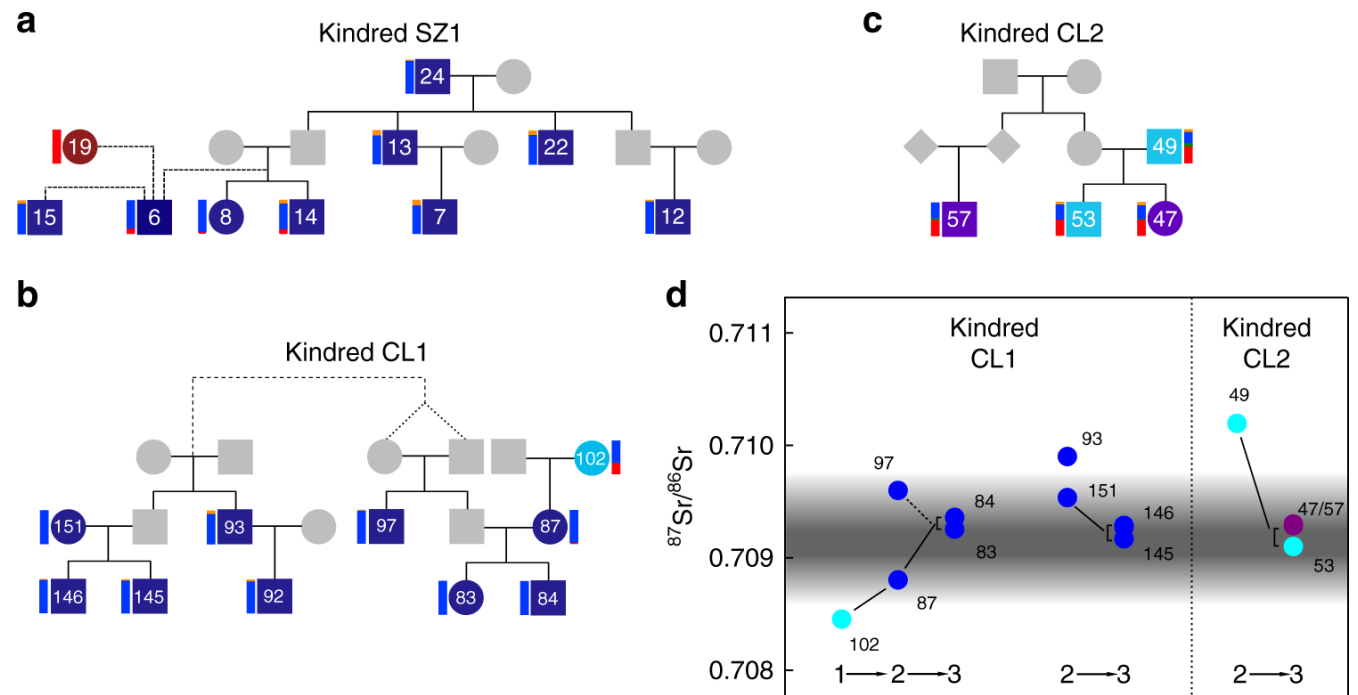 a
Kindred SZ1
24
19
13
22
15
6
8
14
7
12
b
Kindred CL1
102
151
93
97
87
146
145
92
83
84
c
Kindred CL2
49
57
53
47
d
Kindred
CL1
Kindred
CL2
87Sr/86Sr
0.711
0.710
0.709
0.708
97
84
83
87
102
93
151
146
145
49
47/57
53
1 → 2 → 3
2 → 3
2 → 3